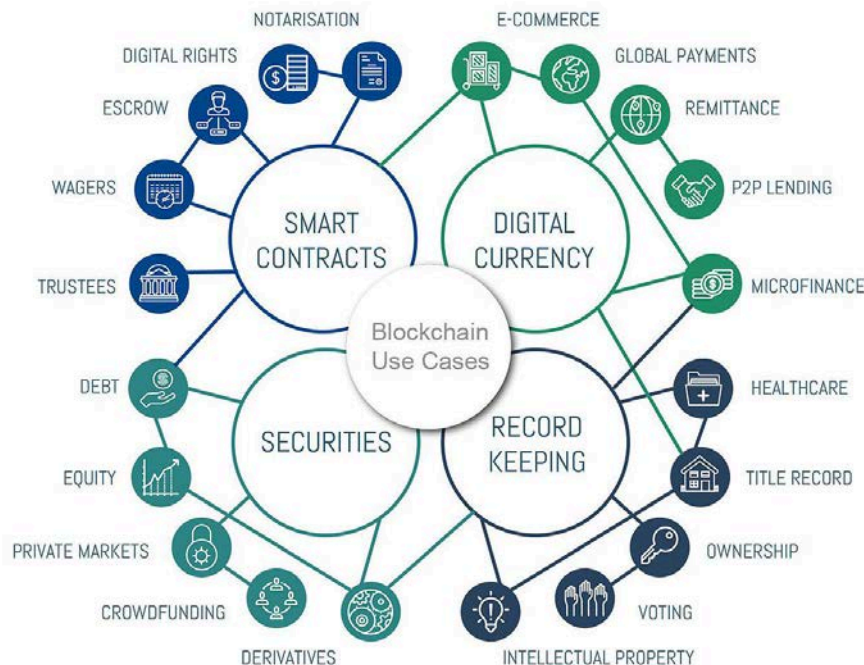 NOTARISATION
E-COMMERCE
DIGITAL RIGHTS
GLOBAL PAYMENTS
ESCROW
REMITTANCE
WAGERS
P2P LENDING
SMART
CONTRACTS
DIGITAL
CURRENCY
TRUSTEES
MICROFINANCE
Blockchain
Use Cases
DEBT
HEALTHCARE
SECURITIES
RECORD
KEEPING
EQUITY
TITLE RECORD
PRIVATE MARKETS
OWNERSHIP
CROWDFUNDING
VOTING
DERIVATIVES
INTELLECTUAL PROPERTY